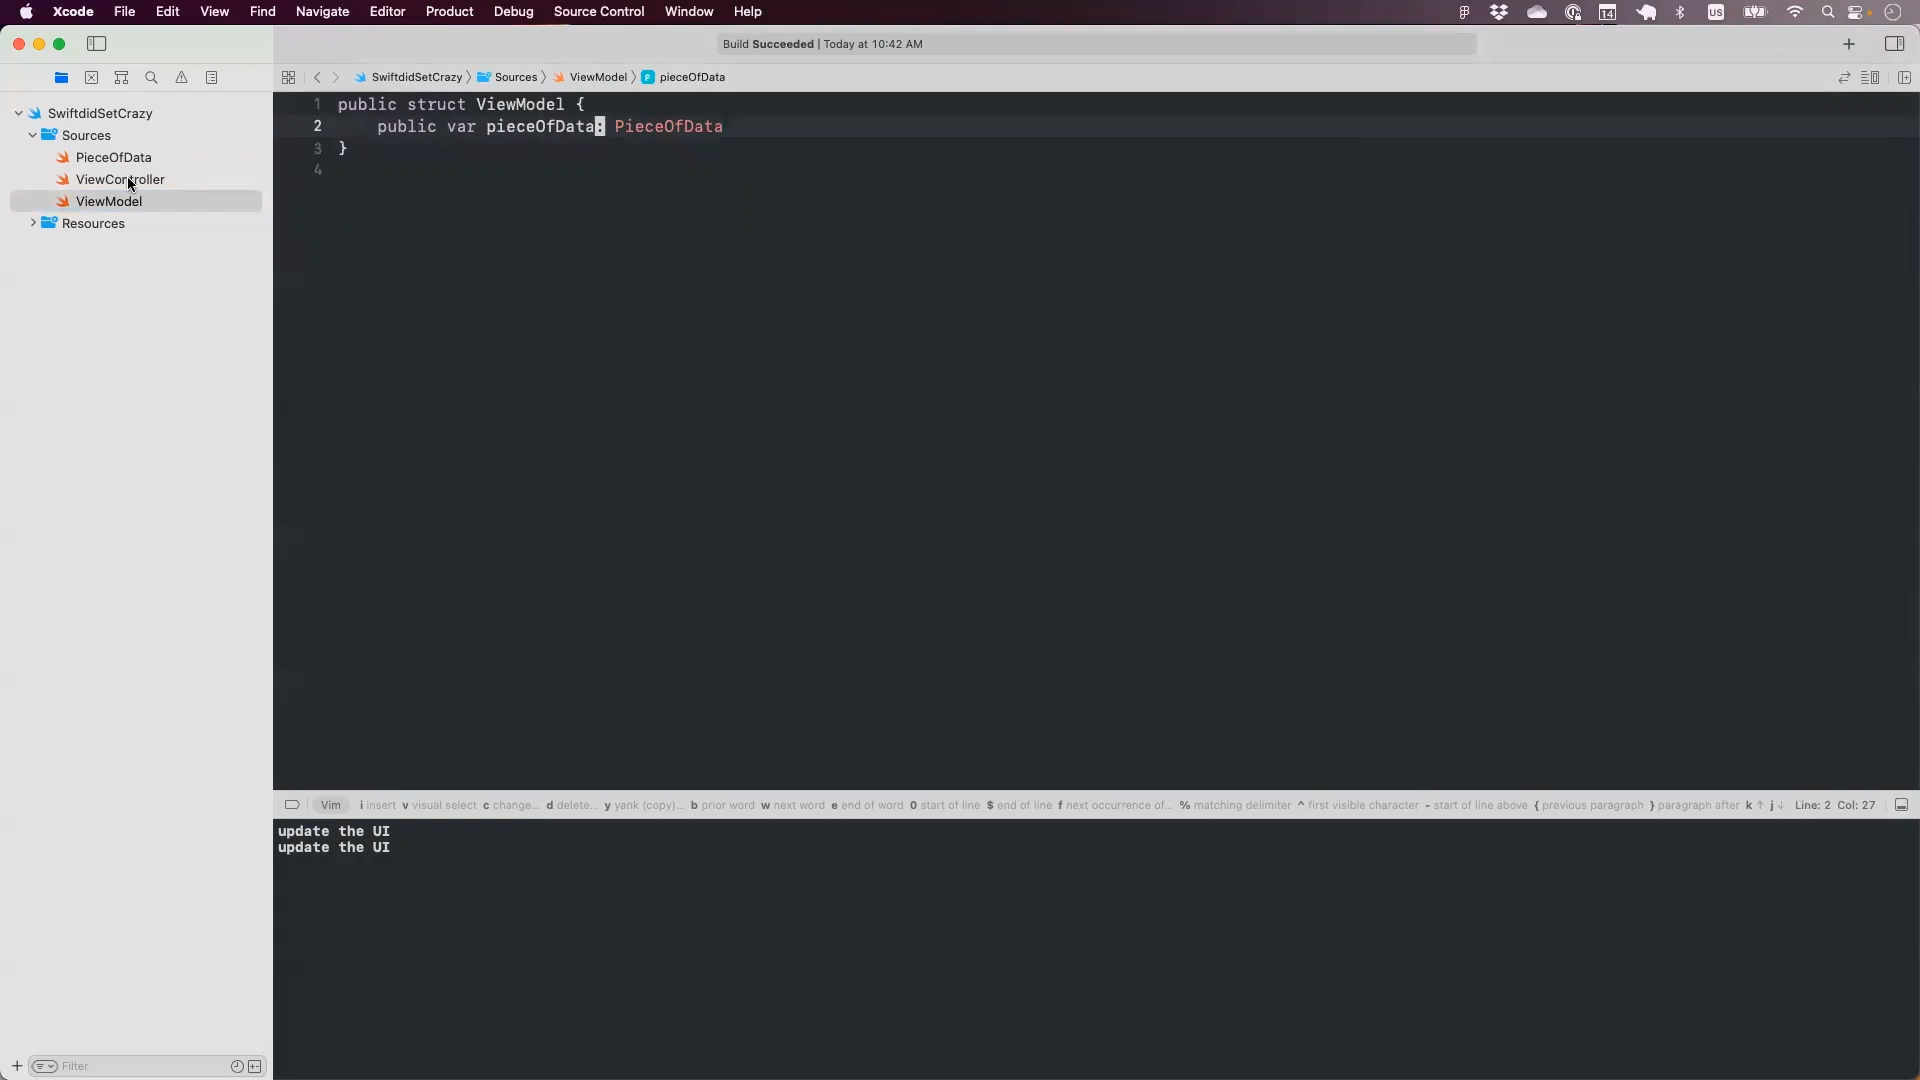 Xcode File Edit View Find Navigate Editor Product Debug Source Control Window Help
14 US
Build Succeeded | Today at 10:42 AM
SwiftdidSetCrazy Sources ViewModel P pieceOfData
SwiftdidSetCrazy
Sources
PieceOfData
ViewController
ViewModel
Resources
1 public struct ViewModel {
2 public var pieceOfData: PieceOfData
3 }
4
Vim i insert v visual select c change... d delete... y yank (copy)... b prior word w next word e end of word 0 start of line $ end of line f next occurrence of... % matching delimiter ^ first visible character - start of line above { previous paragraph } paragraph after k ↑ j ↓ Line: 2 Col: 27
update the UI
update the UI
+ Filter